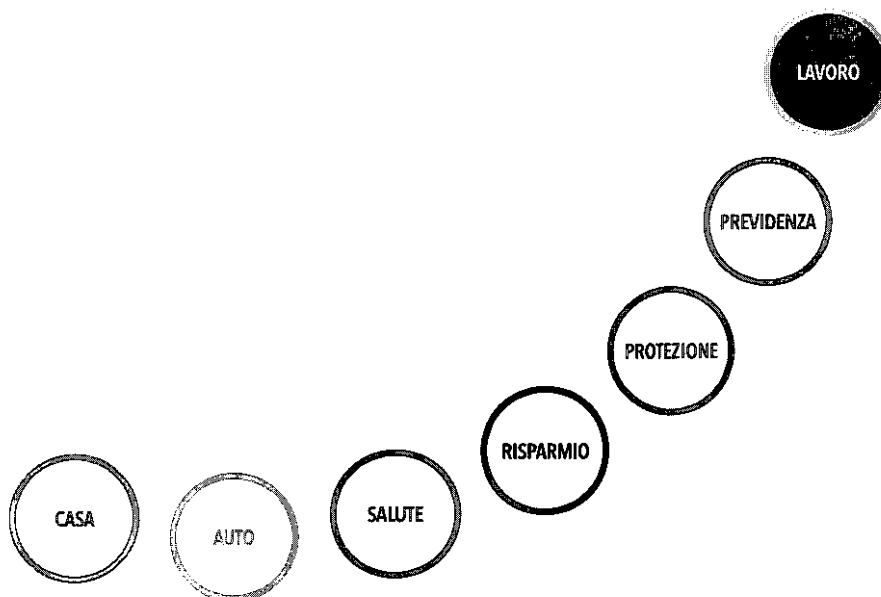 LAVORO
PREVIDENZA
PROTEZIONE
RISPARMIO
SALUTE
CASA
AUTO